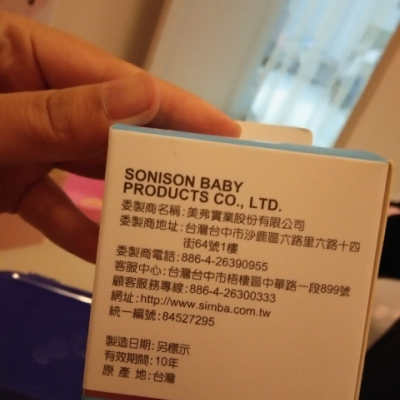 SONISON BABY
PRODUCTS CO., LTD.
委製商名稱:美弗實業股份有限公司
委製商地址:台灣台中市沙鹿區六路里六路十四
街64號1樓
委製商電話:886-4-26390955
客服中心:台灣台中市梧棲區中華路一段899號
顧客服務專線:886-4-26300333
網址:http://www.simba.com.tw
統一編號:84527295
製造日期:另標示
有效期間:10年
原產地:台灣